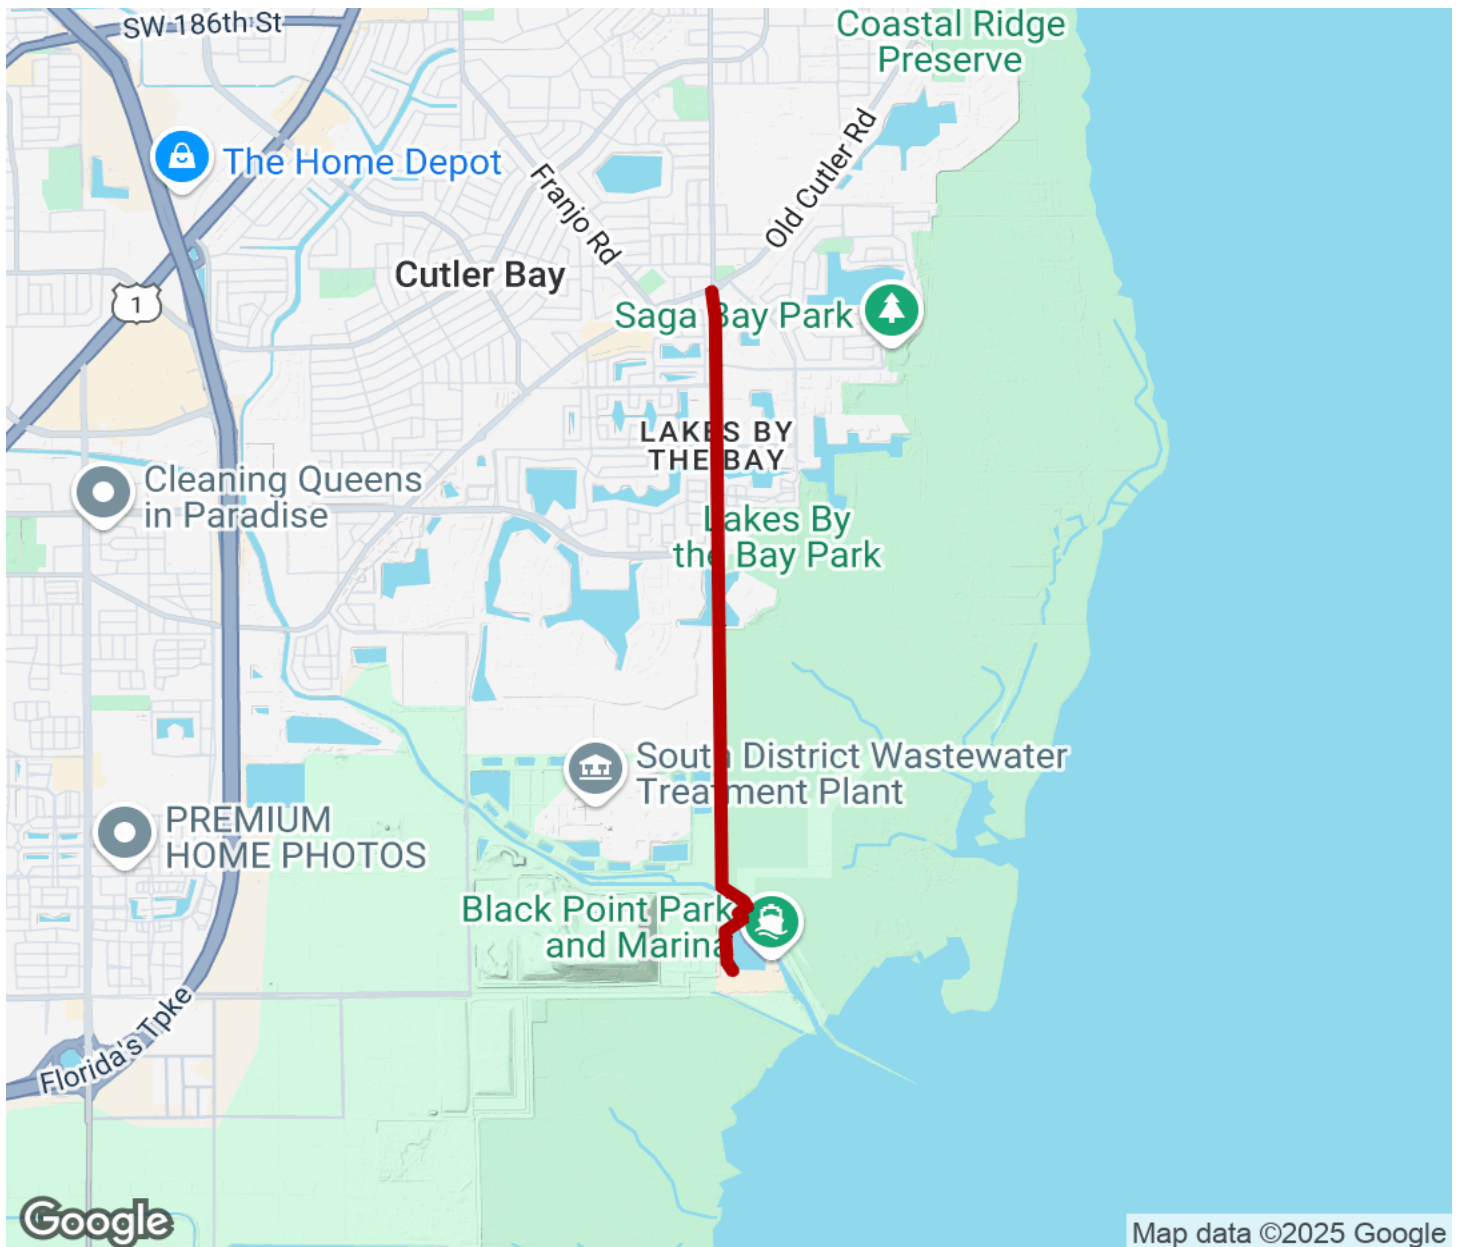 SW 186th St
Coastal Ridge
Preserve
The Home Depot
Franjo Rd
Old Cutler Rd
Cutler Bay
1
Saga Bay Park
LAKES BY
THE BAY
Cleaning Queens
in Paradise
Lakes By
the Bay Park
South District Wastewater
Treatment Plant
PREMIUM
HOME PHOTOS
Black Point Park
and Marina
Florida's Tpke
Google
Map data ©2025 Google